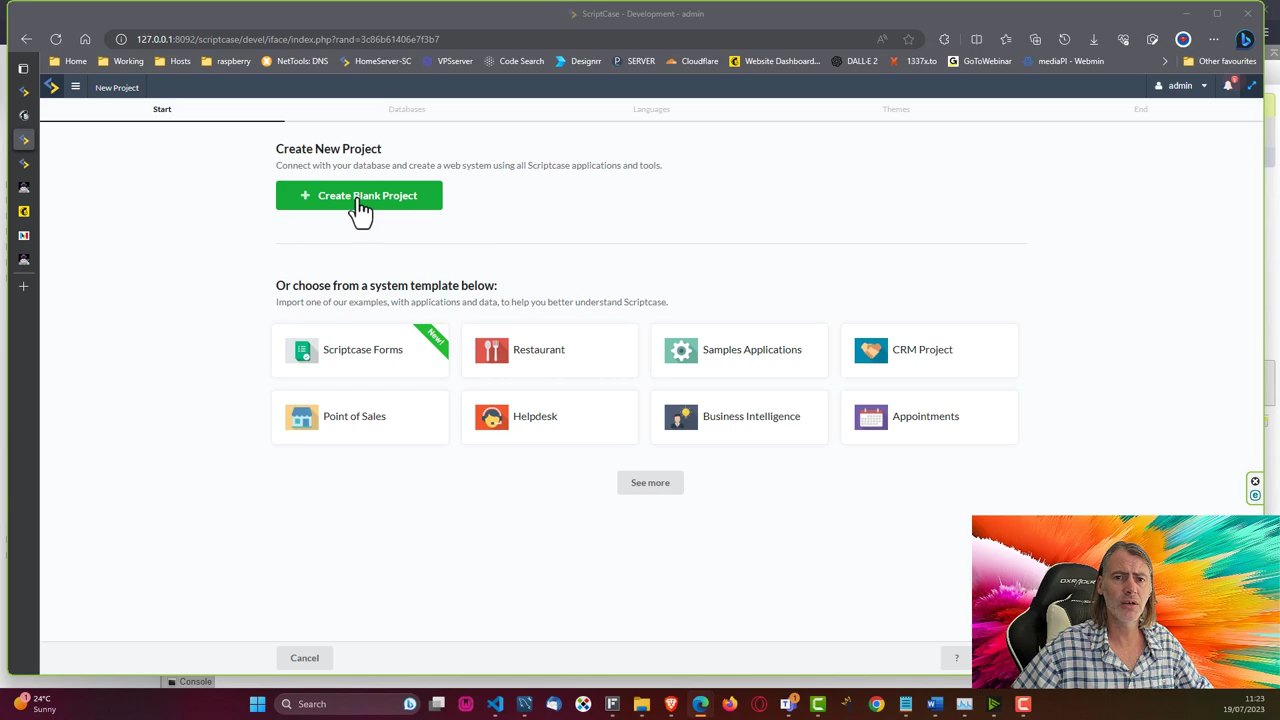 ScriptCase - Development - admin
127.0.0.1:8092/scriptcase/devel/iface/index.php?rand=3c86b61406e7f3b7
Home
Working
Hosts
raspberry
NetTools: DNS
HomeServer-SC
VPServer
Code Search
Designrr
SERVER
Cloudflare
Website Dashboard...
DALL-E 2
1337x.to
GoToWebinar
mediaPI - Webmin
Other favourites
New Project
admin
1
Start
Databases
Languages
Themes
End
Create New Project
Connect with your database and create a web system using all Scriptcase applications and tools.
+ Create Blank Project
Or choose from a system template below:
Import one of our examples, with applications and data, to help you better understand Scriptcase.
Scriptcase Forms
New!
Restaurant
Samples Applications
CRM Project
Point of Sales
Helpdesk
Business Intelligence
Appointments
See more
Cancel
?
DXRACER
Console
24°C
Sunny
Search
11:23
19/07/2023